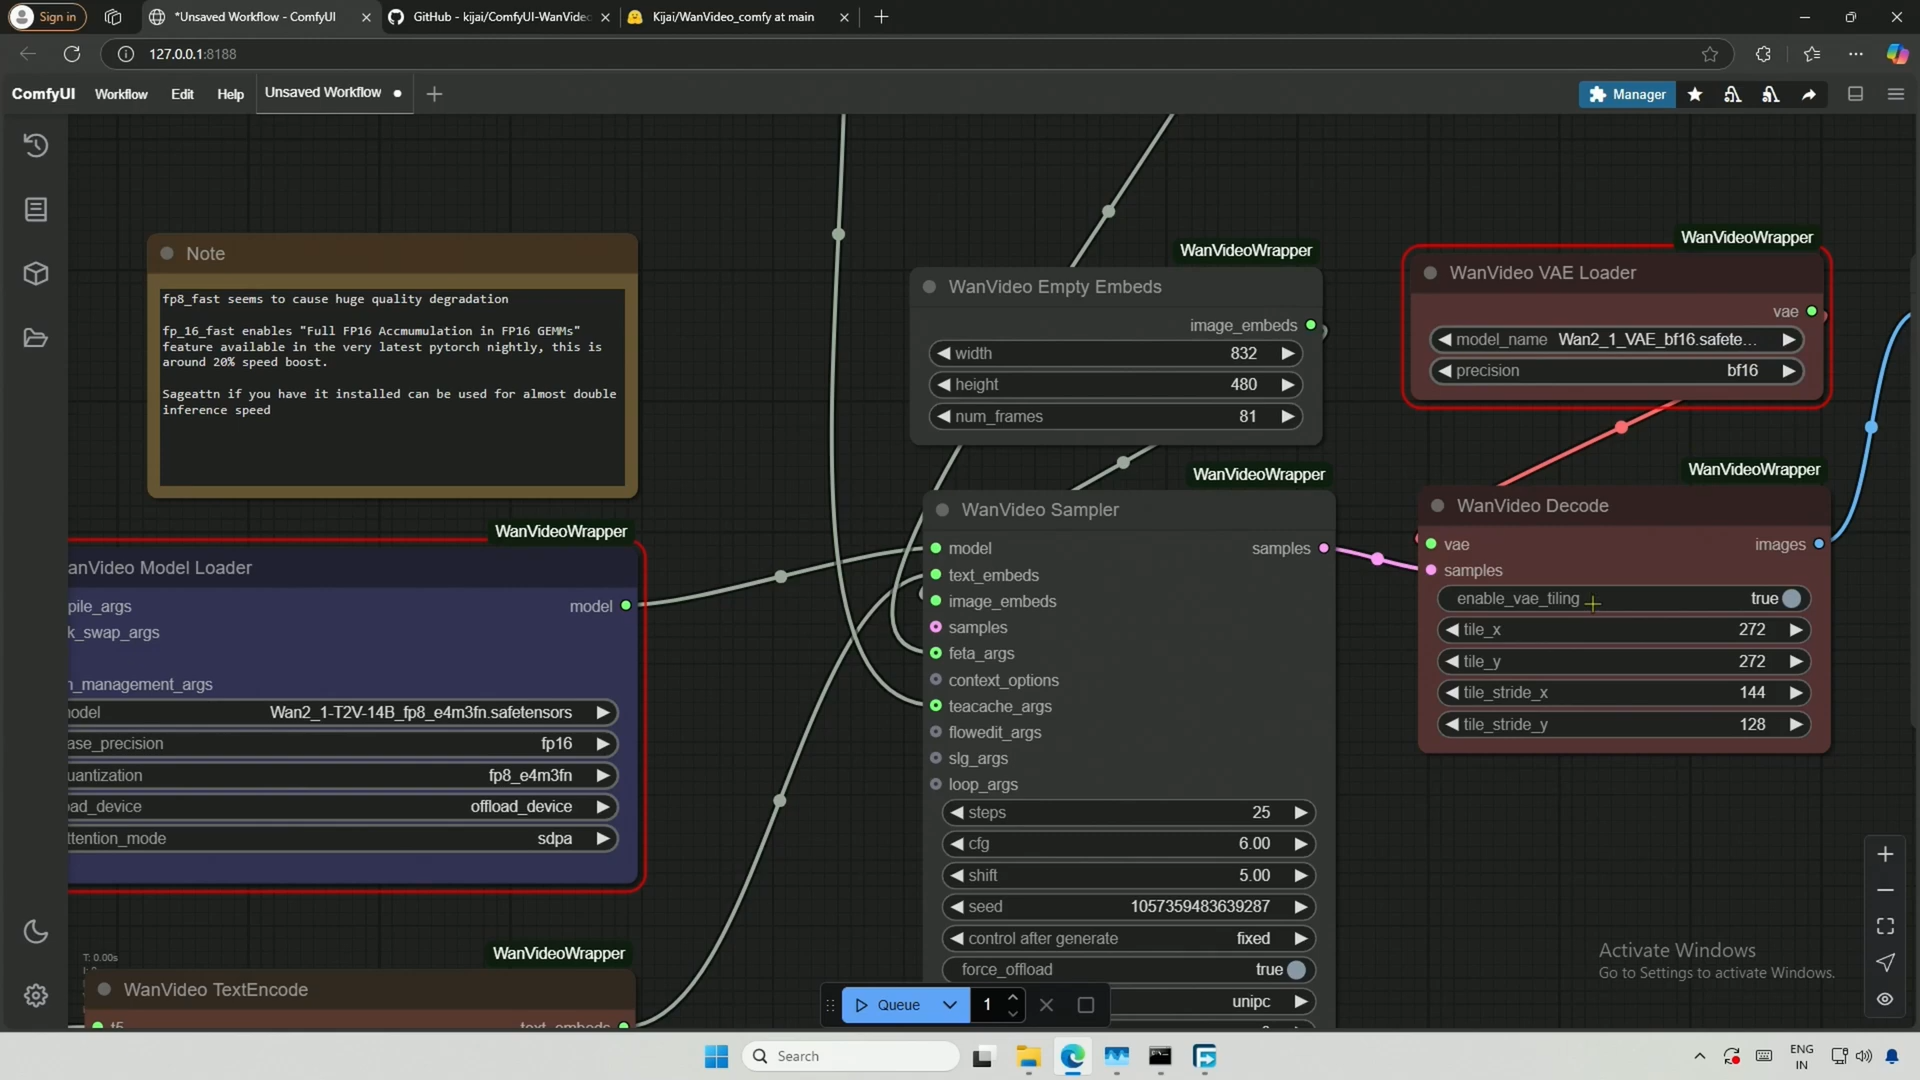 Sign in
*Unsaved Workflow - ComfyUI
GitHub - kijai/ComfyUI-WanVideo
Kijai/WanVideo_comfy at main
127.0.0.1:8188
ComfyUI
Workflow
Edit
Help
Unsaved Workflow
Manager
Note
fp8_fast seems to cause huge quality degradation
fp_16_fast enables "Full FP16 Accmumulation in FP16 GEMMs"
feature available in the very latest pytorch nightly, this is
around 20% speed boost.
Sageattn if you have it installed can be used for almost double
inference speed
WanVideoWrapper
anVideo Model Loader
pile_args
model
k_swap_args
_management_args
odel Wan2_1-T2V-14B_fp8_e4m3fn.safetensors
ase_precision fp16
uantization fp8_e4m3fn
ad_device offload_device
ttention_mode sdpa
T: 0.00s
WanVideoWrapper
WanVideo TextEncode
t5
text_embeds
WanVideoWrapper
WanVideo Empty Embeds
image_embeds
width 832
height 480
num_frames 81
WanVideoWrapper
WanVideo Sampler
model samples
text_embeds
image_embeds
samples
feta_args
context_options
teacache_args
flowedit_args
slg_args
loop_args
steps 25
cfg 6.00
shift 5.00
seed 1057359483639287
control after generate fixed
force_offload true
unipc
Queue 1
WanVideoWrapper
WanVideo VAE Loader
vae
model_name Wan2_1_VAE_bf16.safete...
precision bf16
WanVideoWrapper
WanVideo Decode
vae images
samples
enable_vae_tiling true
tile_x 272
tile_y 272
tile_stride_x 144
tile_stride_y 128
Activate Windows
Go to Settings to activate Windows.
Search
ENG
IN